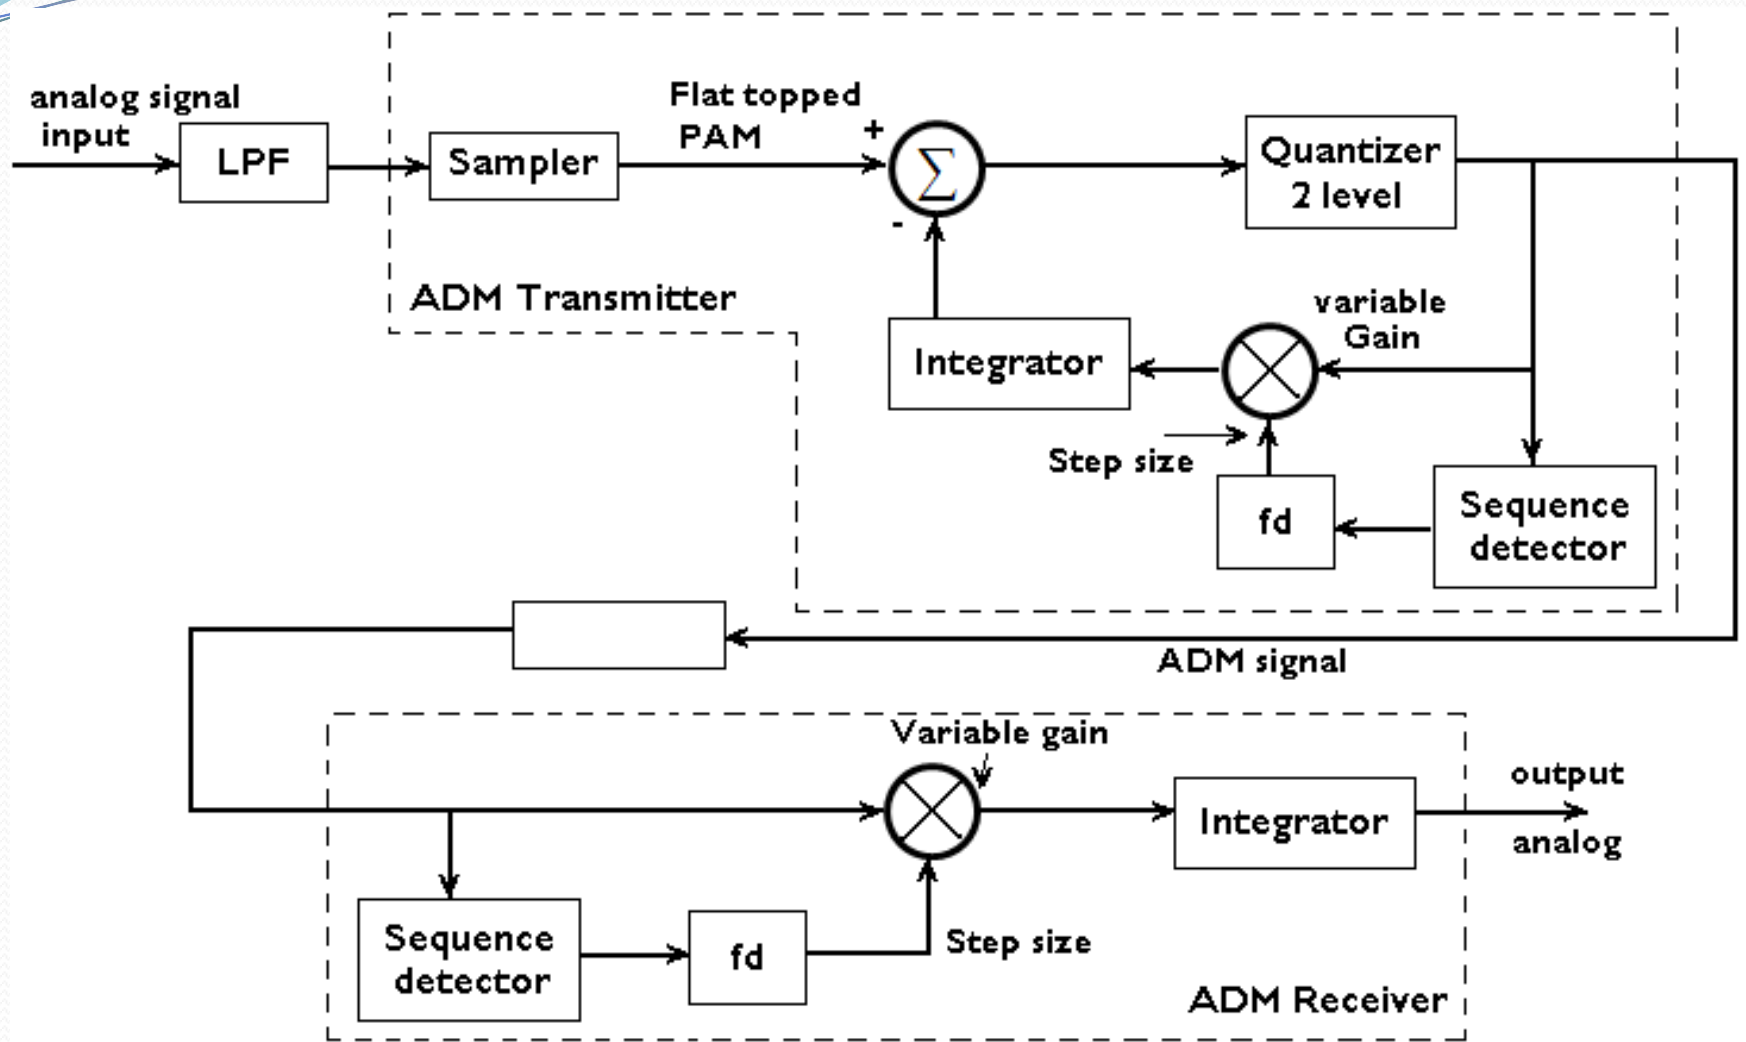 analog signal
input
LPF
Sampler
Flat topped
PAM
+
-
Σ
Quantizer
2 level
ADM Transmitter
variable
Gain
Integrator
Step size
fd
Sequence
detector
ADM signal
Variable gain
Integrator
output
analog
Sequence
detector
fd
Step size
ADM Receiver